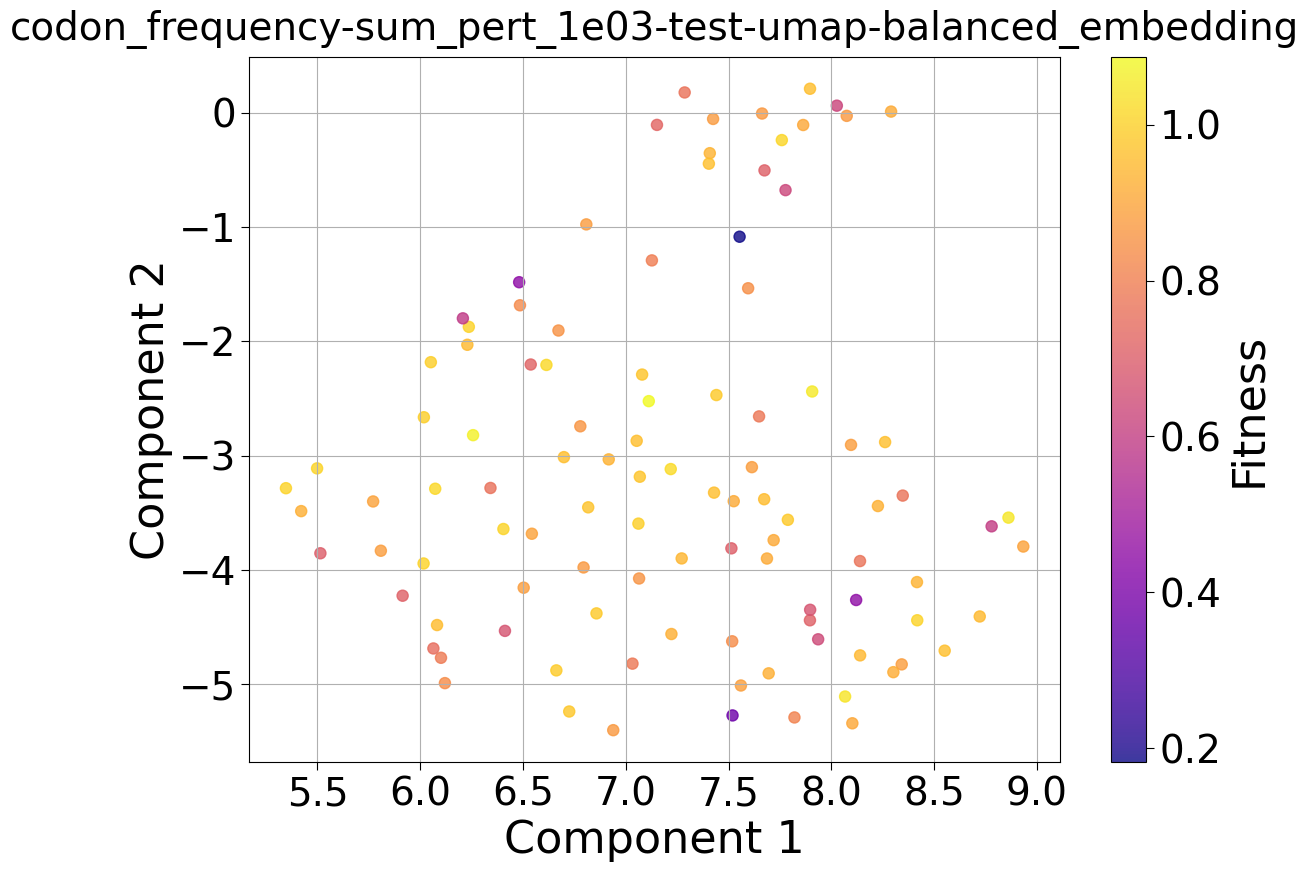 codon_frequency-sum_pert_1e03-test-umap-balanced_embedding
0
−1
−2
−3
−4
−5
Component 2
5.5 6.0 6.5 7.0 7.5 8.0 8.5 9.0
Component 1
1.0
0.8
0.6
0.4
0.2
Fitness